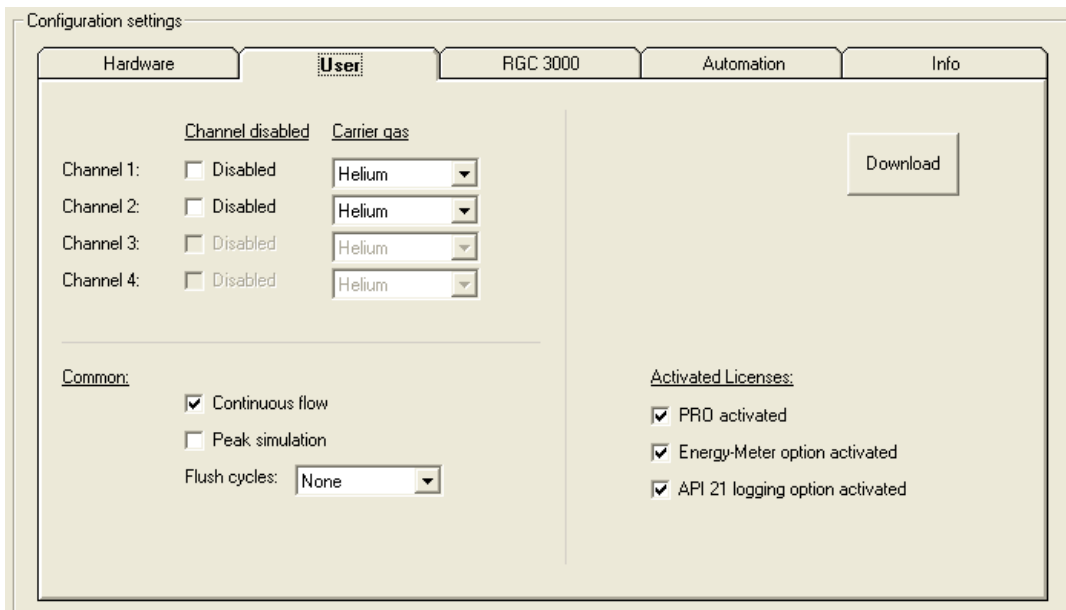 Configuration settings
Hardware User RGC 3000 Automation Info
Channel disabled Carrier gas
Channel 1: Disabled Helium Download
Channel 2: Disabled Helium
Channel 3: Disabled Helium
Channel 4: Disabled Helium
Common: Activated Licenses:
Continuous flow PRO activated
Peak simulation Energy-Meter option activated
Flush cycles: None API 21 logging option activated